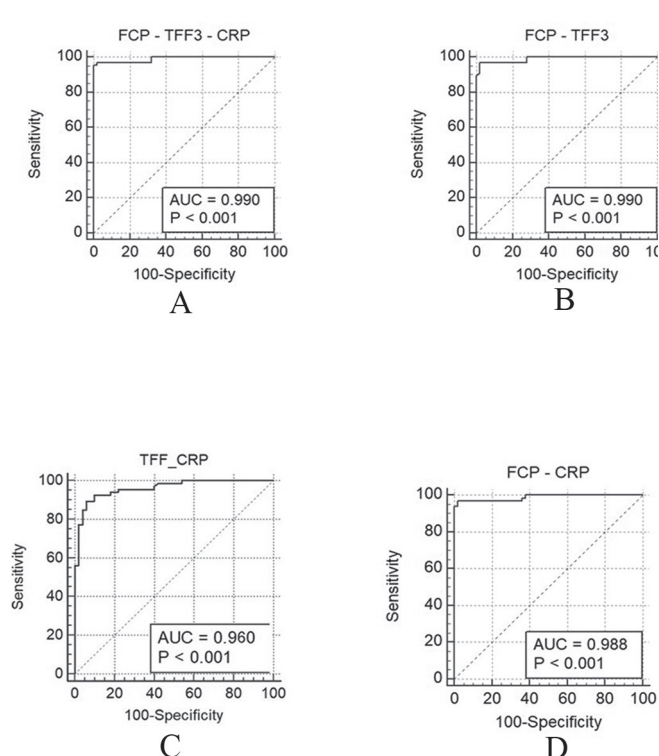 FCP - TFF3 - CRP
100
80
60
40
20
0
Sensitivity
AUC = 0.990
P < 0.001
0 20 40 60 80 100
100-Specificity
A
FCP - TFF3
100
80
60
40
20
0
Sensitivity
AUC = 0.990
P < 0.001
0 20 40 60 80 100
100-Specificity
B
TFF_CRP
100
80
60
40
20
0
Sensitivity
AUC = 0.960
P < 0.001
0 20 40 60 80 100
100-Specificity
C
FCP - CRP
100
80
60
40
20
0
Sensitivity
AUC = 0.988
P < 0.001
0 20 40 60 80 100
100-Specificity
D